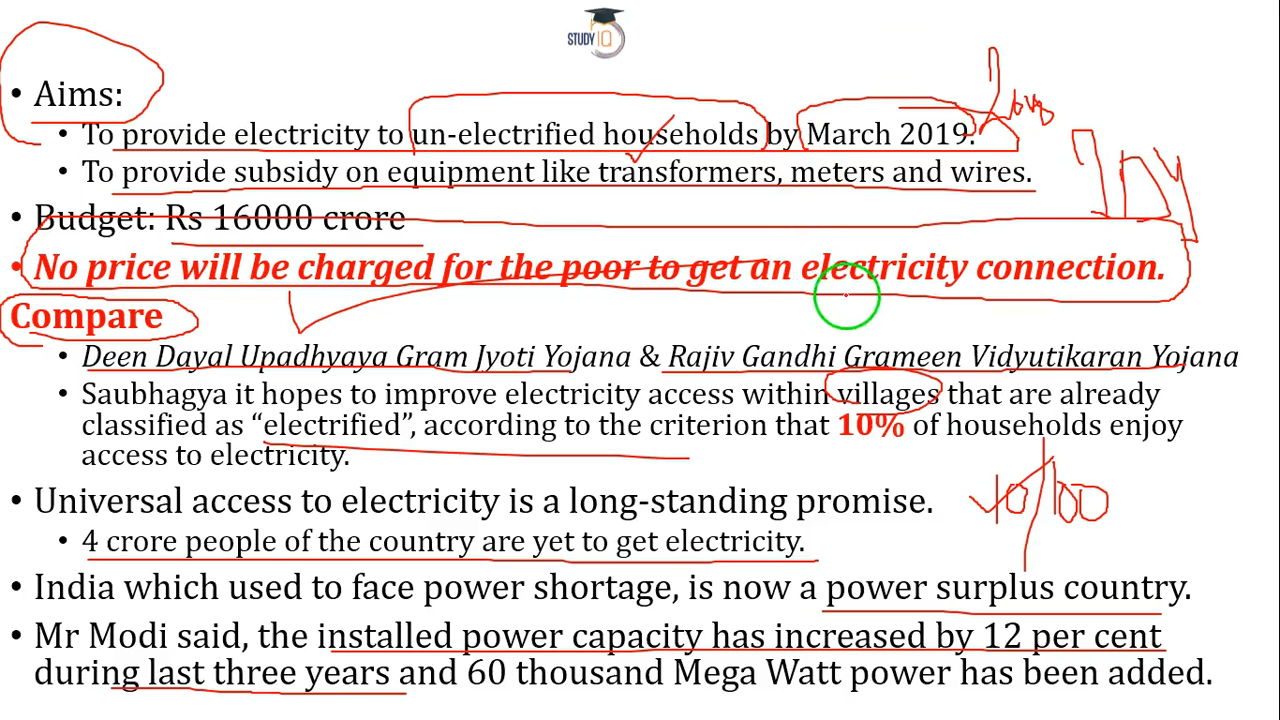 STUDY IQ
• Aims:
• To provide electricity to un-electrified households by March 2019.
• To provide subsidy on equipment like transformers, meters and wires.
• Budget: Rs 16000 crore
• No price will be charged for the poor to get an electricity connection.
Compare
• Deen Dayal Upadhyaya Gram Jyoti Yojana & Rajiv Gandhi Grameen Vidyutikaran Yojana
• Saubhagya it hopes to improve electricity access within villages that are already
classified as “electrified”, according to the criterion that 10% of households enjoy
access to electricity.
10/100
• Universal access to electricity is a long-standing promise.
• 4 crore people of the country are yet to get electricity.
• India which used to face power shortage, is now a power surplus country.
• Mr Modi said, the installed power capacity has increased by 12 per cent
during last three years and 60 thousand Mega Watt power has been added.